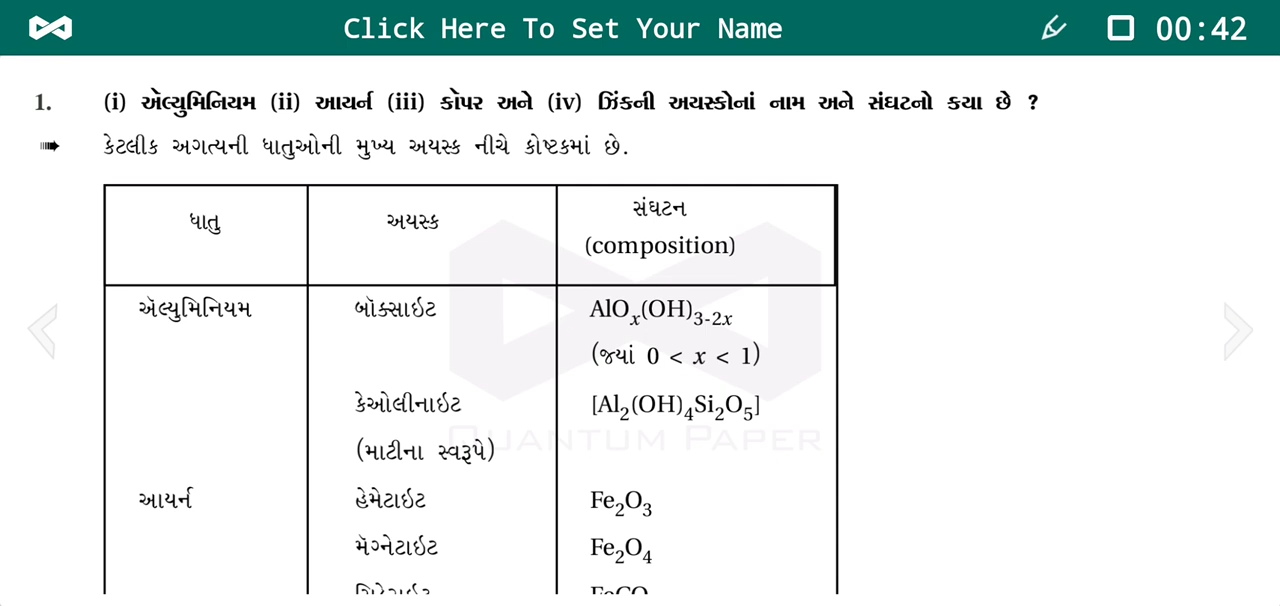 Click Here To Set Your Name 00:42
1. (i) ઍલ્યુમિનિયમ (ii) આયર્ન (iii) કૉપર અને (iv) ઝિંકની અયસ્કોનાં નામ અને સંઘટનો કયા છે ?
➠ કેટલીક અગત્યની ધાતુઓની મુખ્ય અયસ્ક નીચે કોષ્ટકમાં છે.
ધાતુ અયસ્ક સંઘટન
(composition)
ઍલ્યુમિનિયમ બૉક્સાઇટ AlOₓ(OH)₃₋₂ₓ
(જ્યાં 0 < x < 1)
કેઓલીનાઇટ [Al₂(OH)₄Si₂O₅]
QUANTUM PAPER
(માટીના સ્વરૂપે)
આયર્ન હેમેટાઇટ Fe₂O₃
મૅગ્નેટાઇટ Fe₂O₄